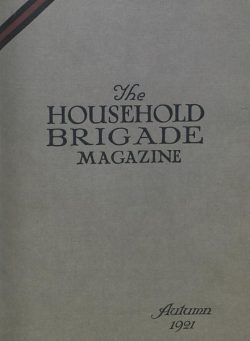 The
HOUSEHOLD
BRIGADE
MAGAZINE
Autumn
1921